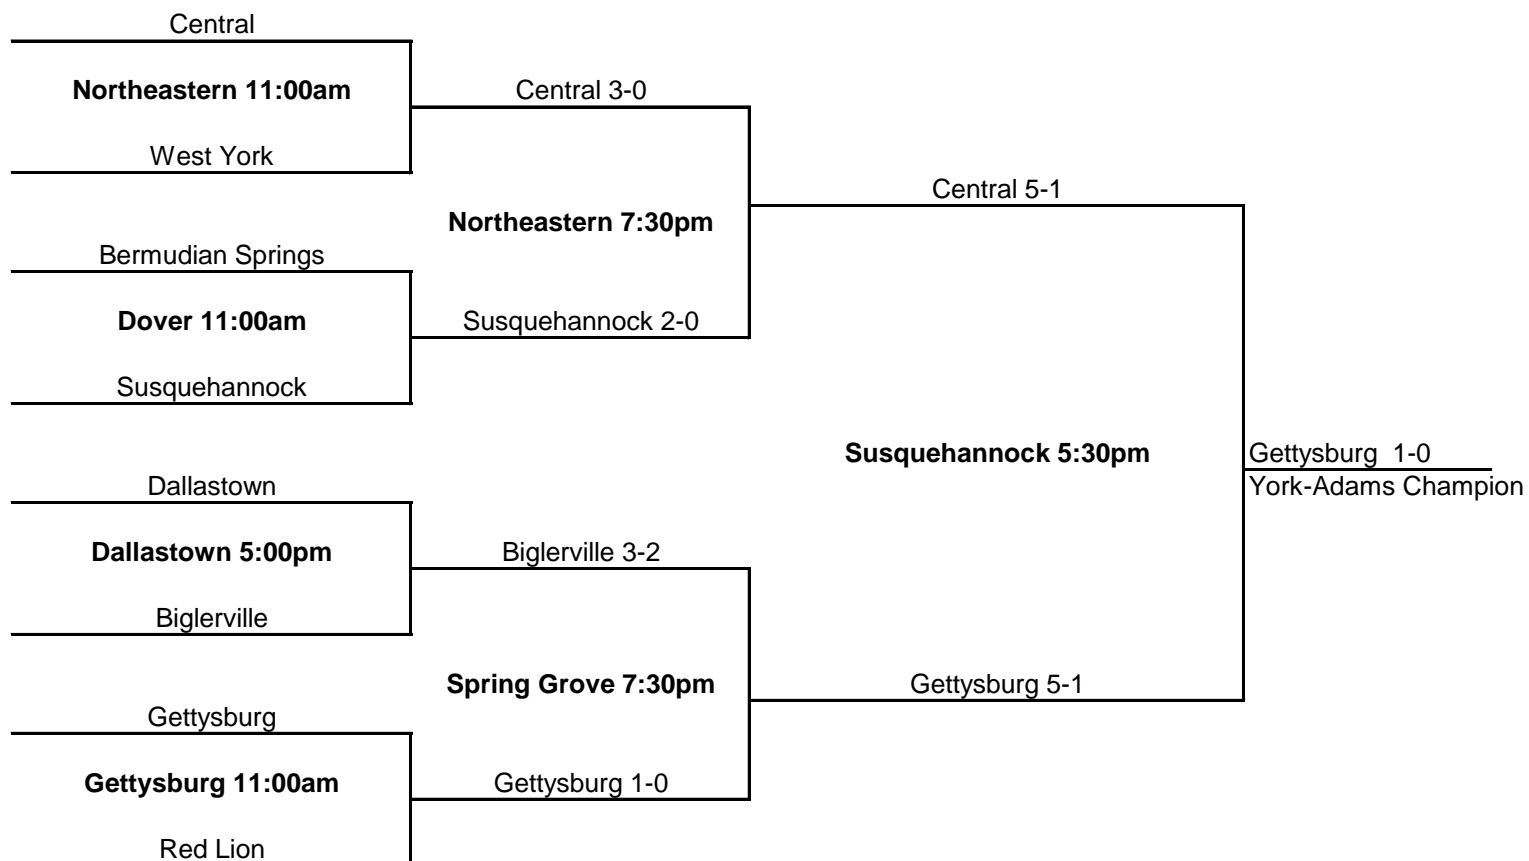 Central
Northeastern 11:00am
Central 3-0
West York
Central 5-1
Northeastern 7:30pm
Bermudian Springs
Dover 11:00am
Susquehannock 2-0
Susquehannock
Susquehannock 5:30pm
Gettysburg  1-0
York-Adams Champion
Dallastown
Dallastown 5:00pm
Biglerville 3-2
Biglerville
Spring Grove 7:30pm
Gettysburg 5-1
Gettysburg
Gettysburg 11:00am
Gettysburg 1-0
Red Lion